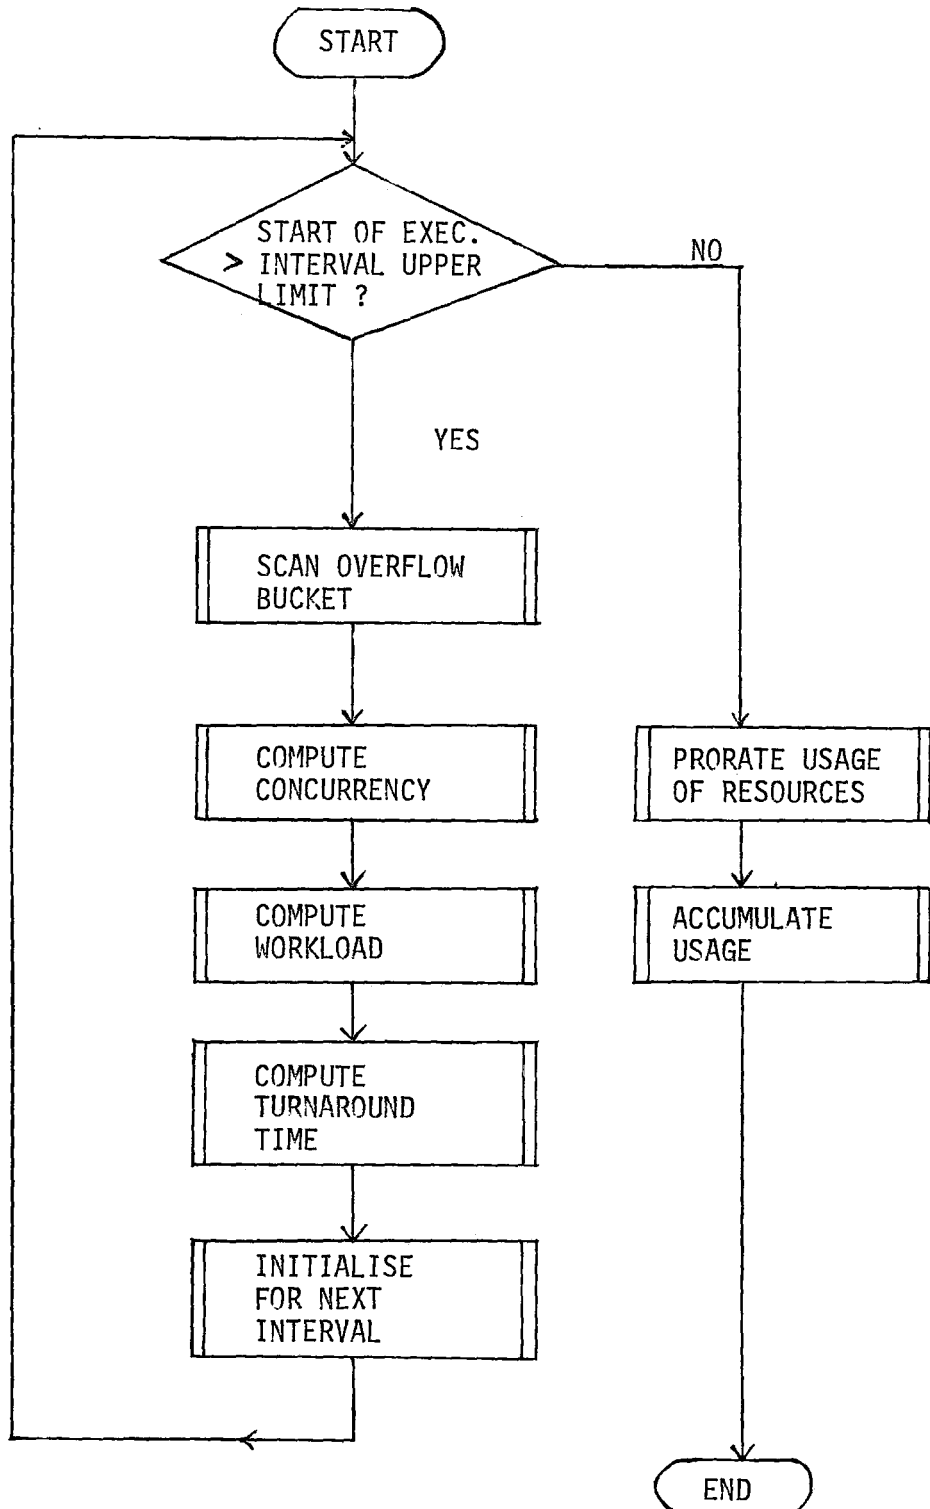 START
START OF EXEC.
> INTERVAL UPPER
LIMIT ?
NO
YES
SCAN OVERFLOW
BUCKET
COMPUTE
CONCURRENCY
PRORATE USAGE
OF RESOURCES
COMPUTE
WORKLOAD
ACCUMULATE
USAGE
COMPUTE
TURNAROUND
TIME
INITIALISE
FOR NEXT
INTERVAL
END